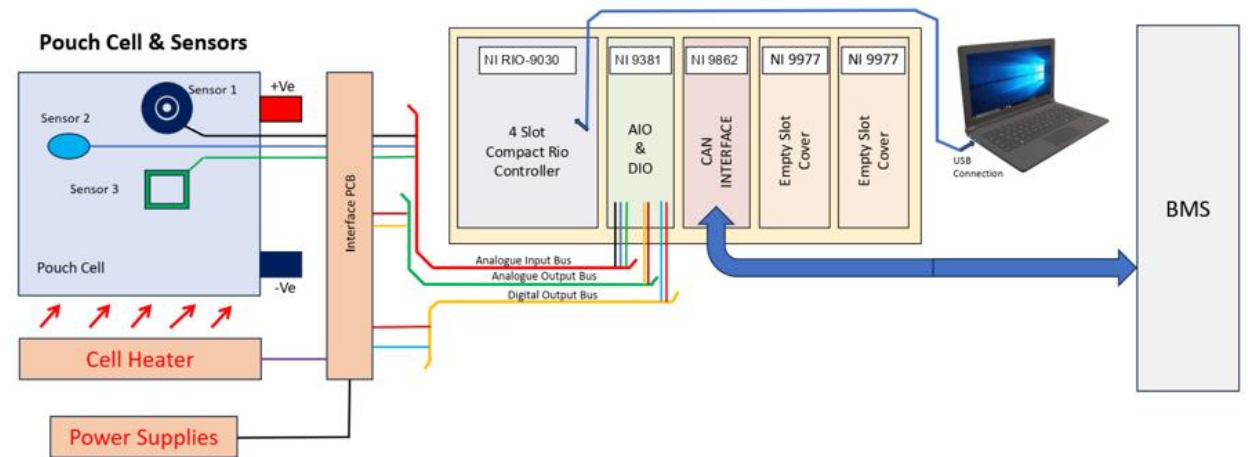 Pouch Cell & Sensors
Sensor 1
+Ve
Sensor 2
Sensor 3
Pouch Cell
-Ve
Cell Heater
Power Supplies
Interface PCB
Analogue Input Bus
Analogue Output Bus
Digital Output Bus
NI RIO-9030
4 Slot
Compact Rio
Controller
NI 9381
AIO
&
DIO
NI 9862
CAN
INTERFACE
NI 9977
Empty Slot
Cover
NI 9977
Empty Slot
Cover
USB
Connection
BMS